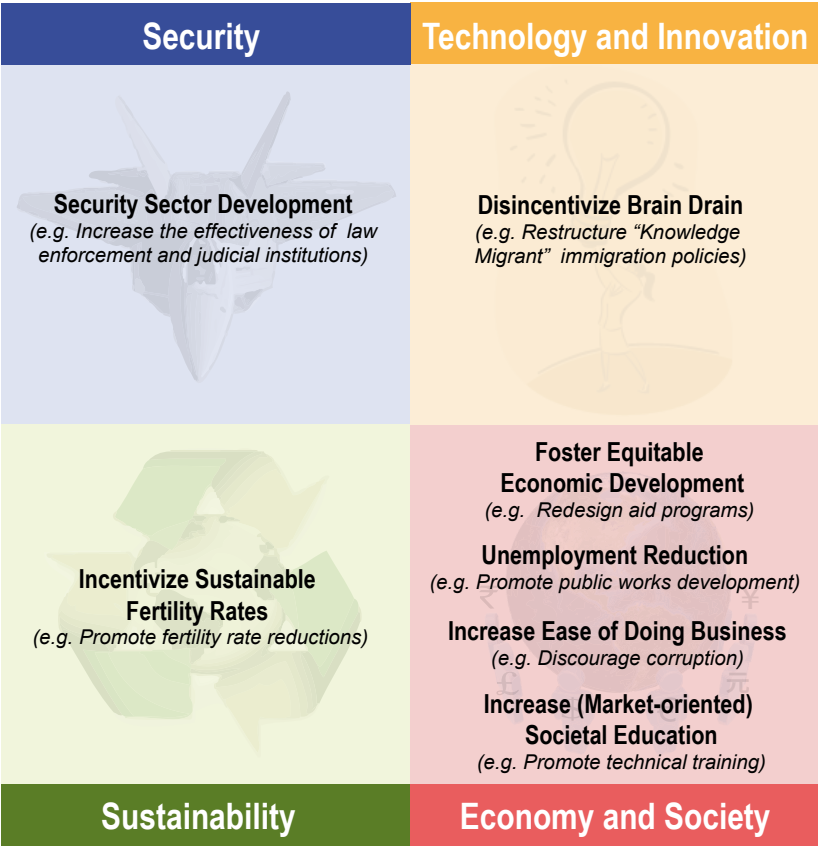 Security
Technology and Innovation
Security Sector Development
(e.g. Increase the effectiveness of law
enforcement and judicial institutions)
Disincentivize Brain Drain
(e.g. Restructure “Knowledge
Migrant” immigration policies)
Incentivize Sustainable
Fertility Rates
(e.g. Promote fertility rate reductions)
Foster Equitable
Economic Development
(e.g. Redesign aid programs)
Unemployment Reduction
(e.g. Promote public works development)
₹
¥
Increase Ease of Doing Business
(e.g. Discourage corruption)
£
元
Increase (Market-oriented)
$
€
Societal Education
(e.g. Promote technical training)
Sustainability
Economy and Society